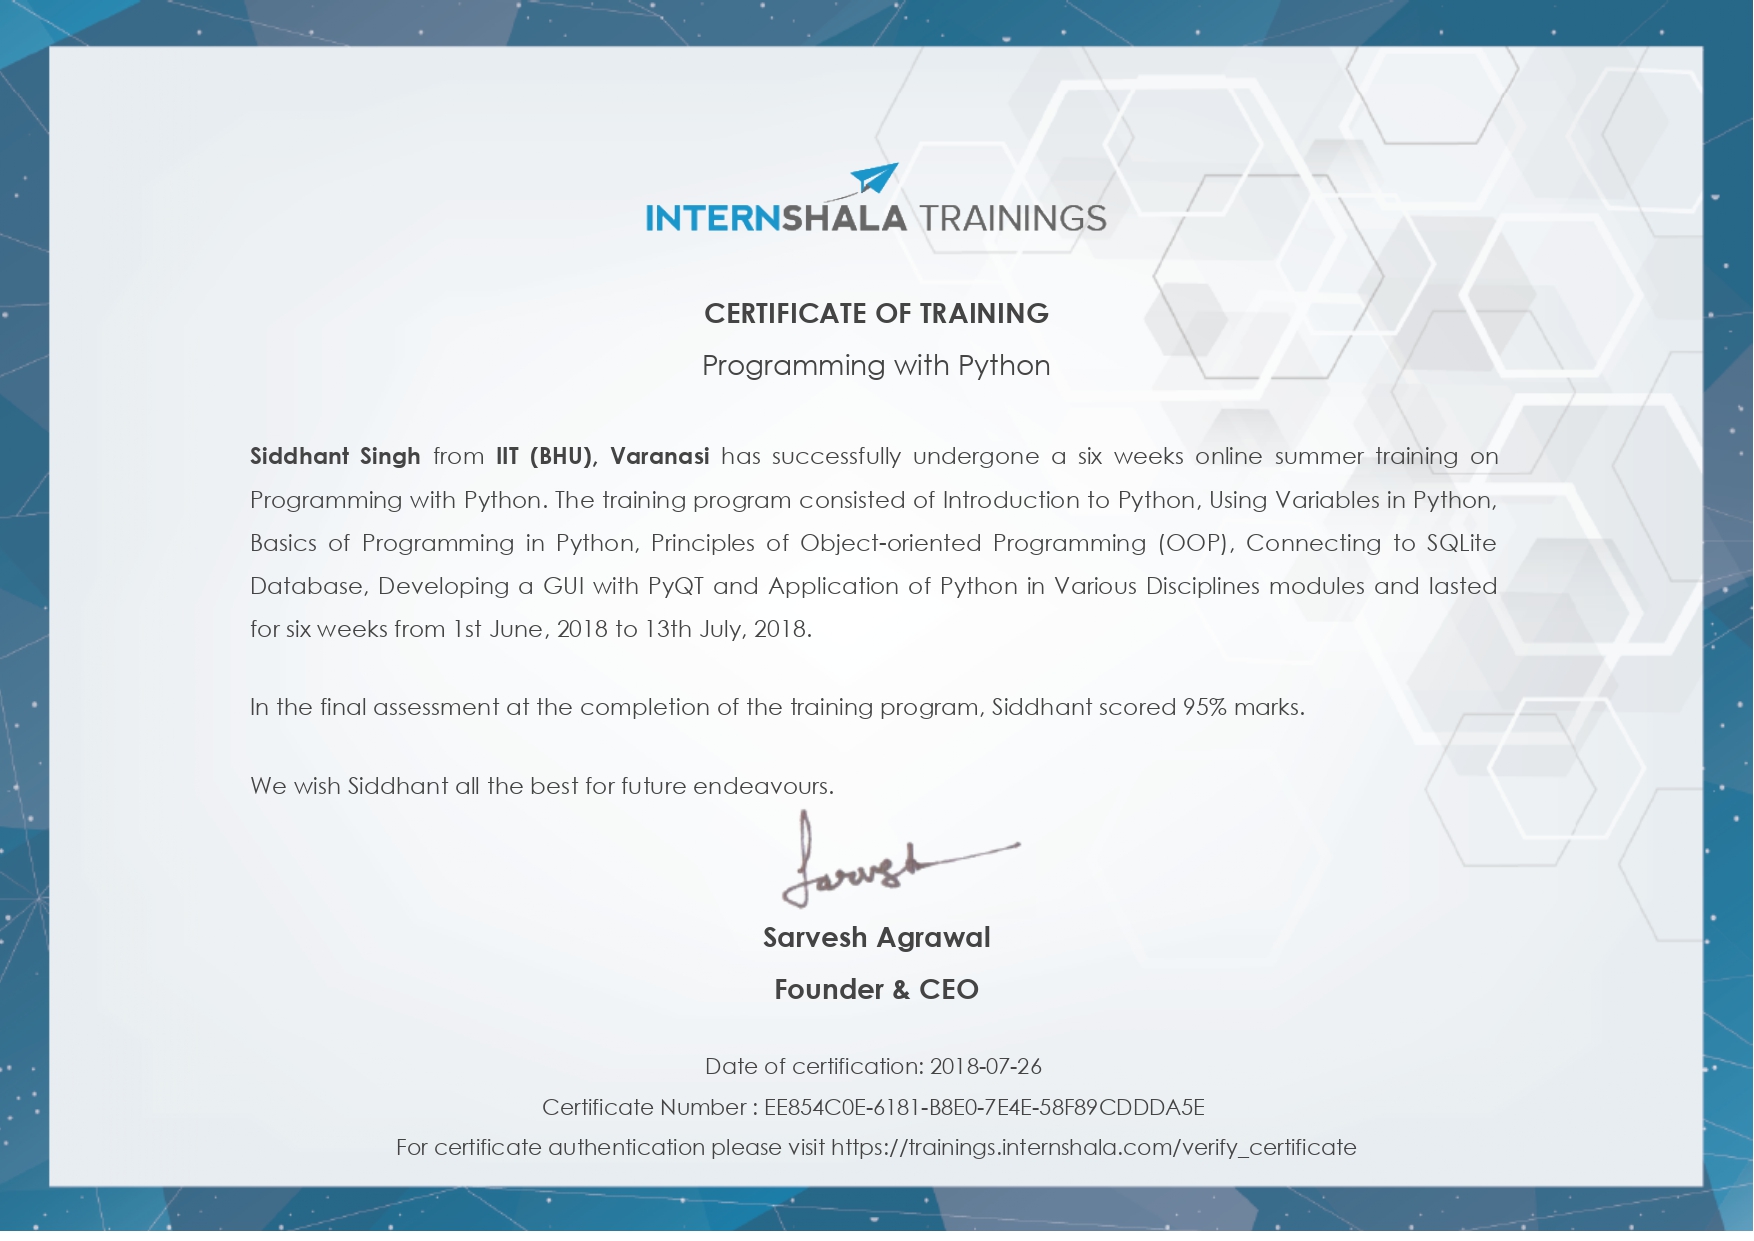 INTERNSHALA TRAININGS
CERTIFICATE OF TRAINING
Programming with Python
Siddhant Singh from IIT (BHU), Varanasi has successfully undergone a six weeks online summer training on
Programming with Python. The training program consisted of Introduction to Python, Using Variables in Python,
Basics of Programming in Python, Principles of Object-oriented Programming (OOP), Connecting to SQLite
Database, Developing a GUI with PyQT and Application of Python in Various Disciplines modules and lasted
for six weeks from 1st June, 2018 to 13th July, 2018.
In the final assessment at the completion of the training program, Siddhant scored 95% marks.
We wish Siddhant all the best for future endeavours.
Sarvesh
Sarvesh Agrawal
Founder & CEO
Date of certification: 2018-07-26
Certificate Number : EE854C0E-6181-B8E0-7E4E-58F89CDDDA5E
For certificate authentication please visit https://trainings.internshala.com/verify_certificate